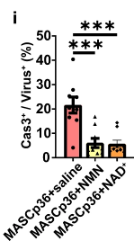 i
***
***
Cas3⁺ / Virus⁺ (%)
50
40
30
20
10
0
MASCp36+saline
MASCp36+NMN
MASCp36+NAD⁺